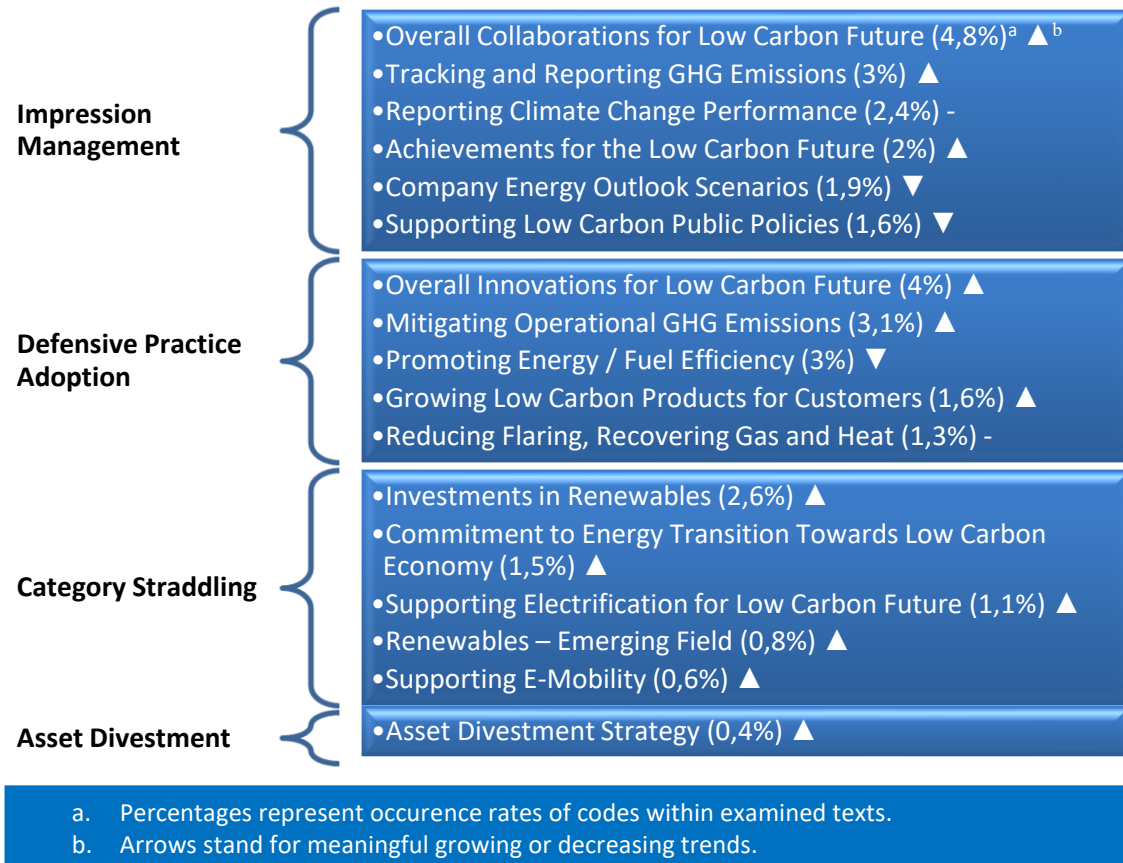 Impression
Management
•Overall Collaborations for Low Carbon Future (4,8%)a ▲b
•Tracking and Reporting GHG Emissions (3%) ▲
•Reporting Climate Change Performance (2,4%) -
•Achievements for the Low Carbon Future (2%) ▲
•Company Energy Outlook Scenarios (1,9%) ▼
•Supporting Low Carbon Public Policies (1,6%) ▼
Defensive Practice
Adoption
•Overall Innovations for Low Carbon Future (4%) ▲
•Mitigating Operational GHG Emissions (3,1%) ▲
•Promoting Energy / Fuel Efficiency (3%) ▼
•Growing Low Carbon Products for Customers (1,6%) ▲
•Reducing Flaring, Recovering Gas and Heat (1,3%) -
Category Straddling
•Investments in Renewables (2,6%) ▲
•Commitment to Energy Transition Towards Low Carbon
Economy (1,5%) ▲
•Supporting Electrification for Low Carbon Future (1,1%) ▲
•Renewables – Emerging Field (0,8%) ▲
•Supporting E-Mobility (0,6%) ▲
Asset Divestment
•Asset Divestment Strategy (0,4%) ▲
a. Percentages represent occurence rates of codes within examined texts.
b. Arrows stand for meaningful growing or decreasing trends.